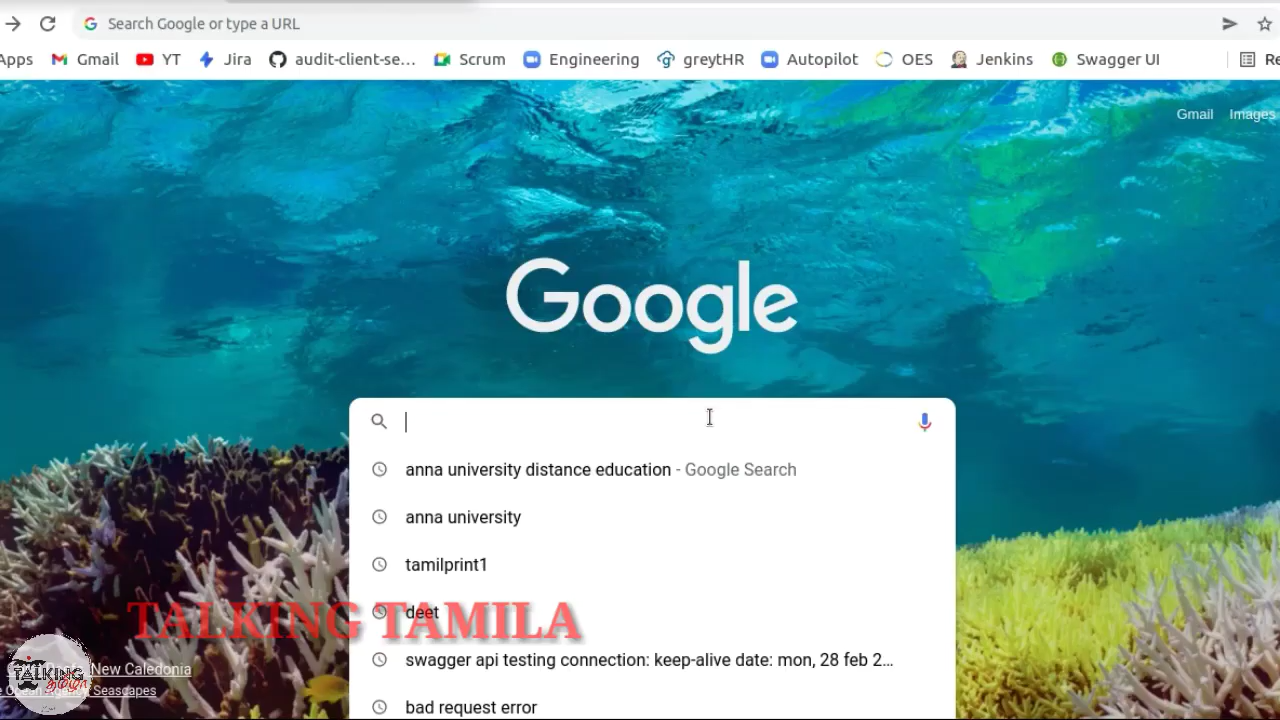 Search Google or type a URL
Apps Gmail YT Jira audit-client-se... Scrum Engineering greytHR Autopilot OES Jenkins Swagger UI Re
Gmail Images
Google
anna university distance education - Google Search
anna university
tamilprint1
deet
TALKING TAMILA
swagger api testing connection: keep-alive date: mon, 28 feb 2...
New Caledonia
TALKING
Seascapes
bad request error